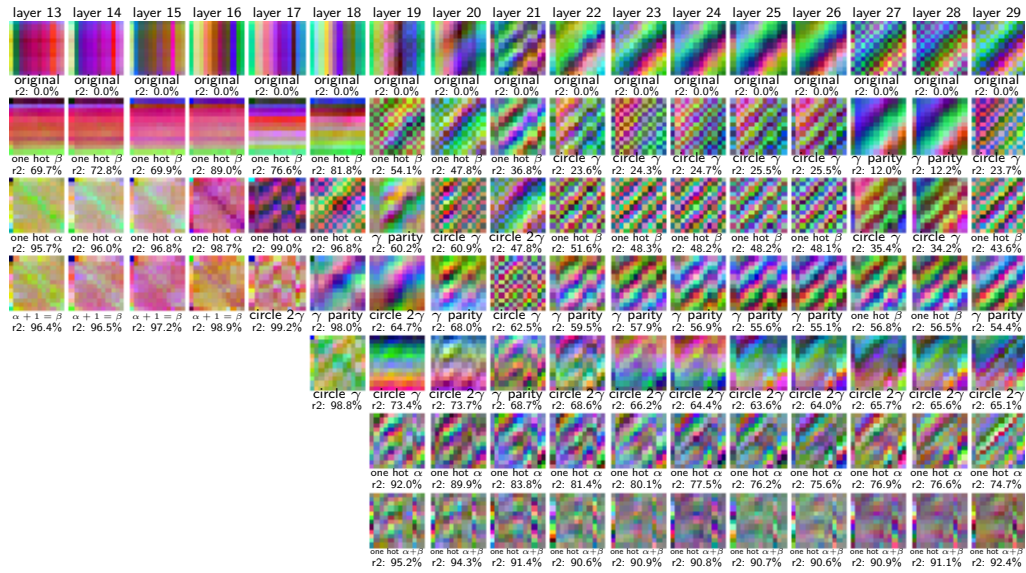 layer 13 layer 14 layer 15 layer 16 layer 17 layer 18 layer 19 layer 20 layer 21 layer 22 layer 23 layer 24 layer 25 layer 26 layer 27 layer 28 layer 29
original original original original original original original original original original original original original original original original original
r2: 0.0% r2: 0.0% r2: 0.0% r2: 0.0% r2: 0.0% r2: 0.0% r2: 0.0% r2: 0.0% r2: 0.0% r2: 0.0% r2: 0.0% r2: 0.0% r2: 0.0% r2: 0.0% r2: 0.0% r2: 0.0% r2: 0.0%
one hot β one hot β one hot β one hot β one hot β one hot β one hot β one hot β one hot β circle γ circle γ circle γ circle γ circle γ γ parity γ parity circle γ
r2: 69.7% r2: 72.8% r2: 69.9% r2: 89.0% r2: 76.6% r2: 81.8% r2: 54.1% r2: 47.8% r2: 36.8% r2: 23.6% r2: 24.3% r2: 24.7% r2: 25.5% r2: 25.5% r2: 12.0% r2: 12.2% r2: 23.7%
one hot α one hot α one hot α one hot α one hot α one hot α γ parity circle γ circle 2γ one hot β one hot β one hot β one hot β one hot β circle γ circle γ one hot β
r2: 95.7% r2: 96.0% r2: 96.8% r2: 98.7% r2: 99.0% r2: 96.8% r2: 60.2% r2: 60.9% r2: 47.8% r2: 51.6% r2: 48.3% r2: 48.2% r2: 48.2% r2: 48.1% r2: 35.4% r2: 34.2% r2: 43.6%
α + 1 = β α + 1 = β α + 1 = β α + 1 = β circle 2γ γ parity circle 2γ γ parity circle γ γ parity γ parity γ parity γ parity γ parity one hot β one hot β γ parity
r2: 96.4% r2: 96.5% r2: 97.2% r2: 98.9% r2: 99.2% r2: 98.0% r2: 64.7% r2: 68.0% r2: 62.5% r2: 59.5% r2: 57.9% r2: 56.9% r2: 55.6% r2: 55.1% r2: 56.8% r2: 56.5% r2: 54.4%
circle γ circle γ circle 2γ γ parity circle 2γ circle 2γ circle 2γ circle 2γ circle 2γ circle 2γ circle 2γ circle 2γ
r2: 98.8% r2: 73.4% r2: 73.7% r2: 68.7% r2: 68.6% r2: 66.2% r2: 64.4% r2: 63.6% r2: 64.0% r2: 65.7% r2: 65.6% r2: 65.1%
one hot α one hot α one hot α one hot α one hot α one hot α one hot α one hot α one hot α one hot α one hot α
r2: 92.0% r2: 89.9% r2: 83.8% r2: 81.4% r2: 80.1% r2: 77.5% r2: 76.2% r2: 75.6% r2: 76.9% r2: 76.6% r2: 74.7%
one hot α+β one hot α+β one hot α+β one hot α+β one hot α+β one hot α+β one hot α+β one hot α+β one hot α+β one hot α+β one hot α+β
r2: 95.2% r2: 94.3% r2: 91.4% r2: 90.6% r2: 90.9% r2: 90.8% r2: 90.7% r2: 90.6% r2: 90.9% r2: 91.1% r2: 92.4%